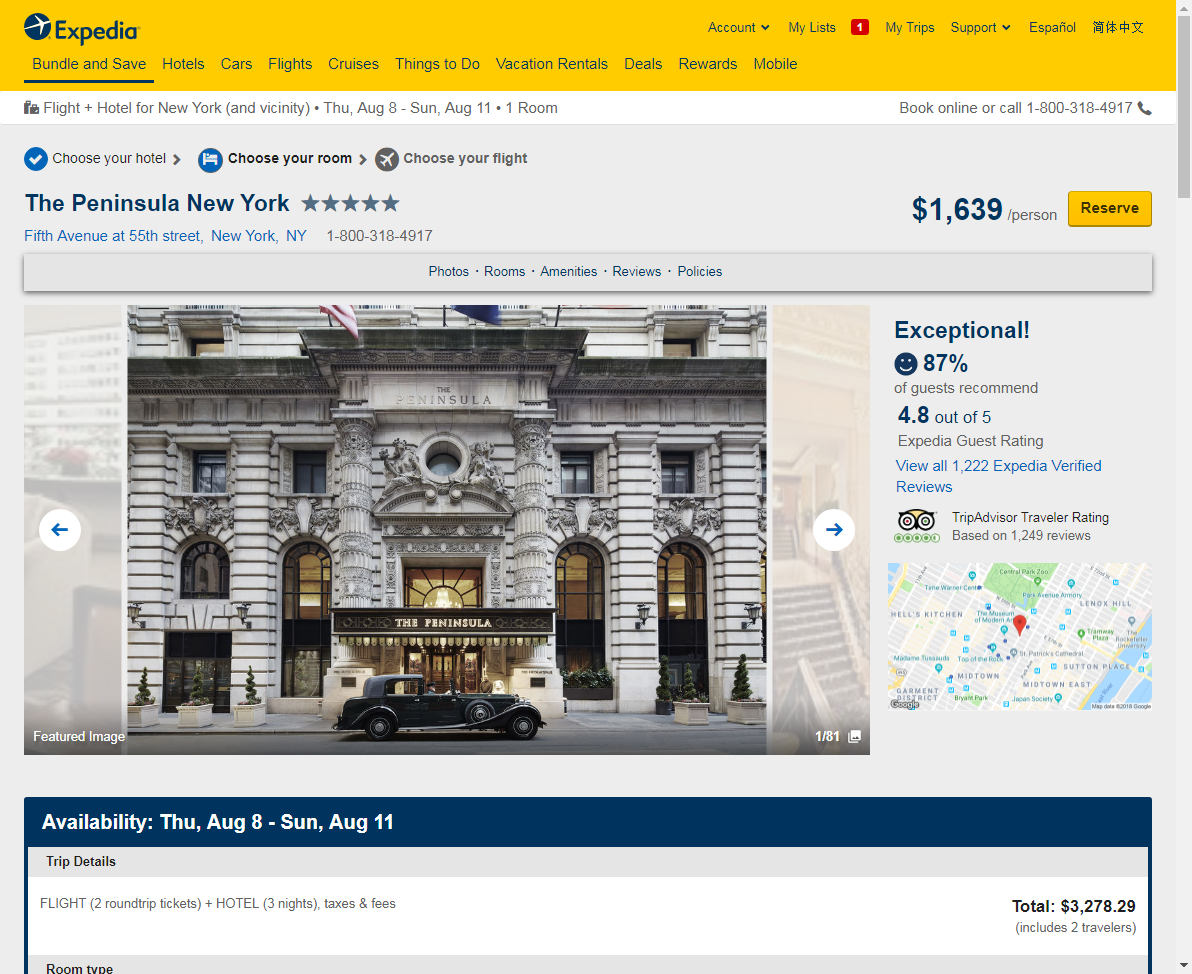 Expedia
Account
My Lists
1
My Trips
Support
Español
简体中文
Bundle and Save
Hotels
Cars
Flights
Cruises
Things to Do
Vacation Rentals
Deals
Rewards
Mobile
Flight + Hotel for New York (and vicinity) • Thu, Aug 8 - Sun, Aug 11 • 1 Room
Book online or call 1-800-318-4917
Choose your hotel
Choose your room
Choose your flight
The Peninsula New York
$1,639 /person
Reserve
Fifth Avenue at 55th street, New York, NY 1-800-318-4917
Photos · Rooms · Amenities · Reviews · Policies
THE
PENINSULA
THE PENINSULA
Featured Image
1/81
Exceptional!
87%
of guests recommend
4.8 out of 5
Expedia Guest Rating
View all 1,222 Expedia Verified
Reviews
TripAdvisor Traveler Rating
Based on 1,249 reviews
Central Park Zoo
Time Warner Cent
Park Avenue Armory
LENOX HILL
HELL'S KITCHEN
The Museum
of Modern Ar
Tramway
Plaza
The
Rockefeller
University
St. Patrick's Cathedral
Madame Tussauds
Top of the Rock
SUTTON PLACE
MIDTOWN
MIDTOWN EAST
GARMENT
DISTRICT
Bryant Park
Japan Society
Google
Map data ©2018 Google
Availability: Thu, Aug 8 - Sun, Aug 11
Trip Details
FLIGHT (2 roundtrip tickets) + HOTEL (3 nights), taxes & fees
Total: $3,278.29
(includes 2 travelers)
Room type